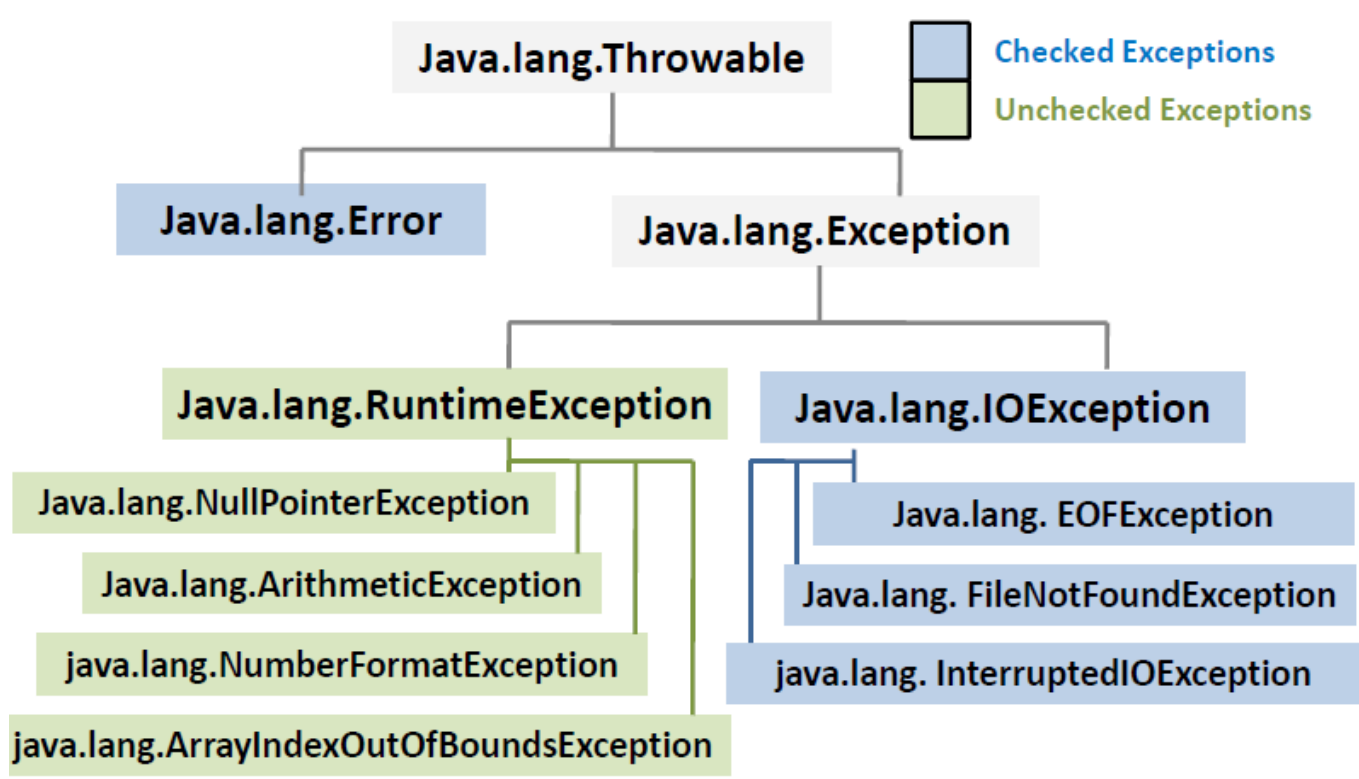 Java.lang.Throwable
Checked Exceptions
Unchecked Exceptions
Java.lang.Error
Java.lang.Exception
Java.lang.RuntimeException
Java.lang.IOException
Java.lang.NullPointerException
Java.lang. EOFException
Java.lang.ArithmeticException
Java.lang. FileNotFoundException
java.lang.NumberFormatException
java.lang. InterruptedIOException
java.lang.ArrayIndexOutOfBoundsException